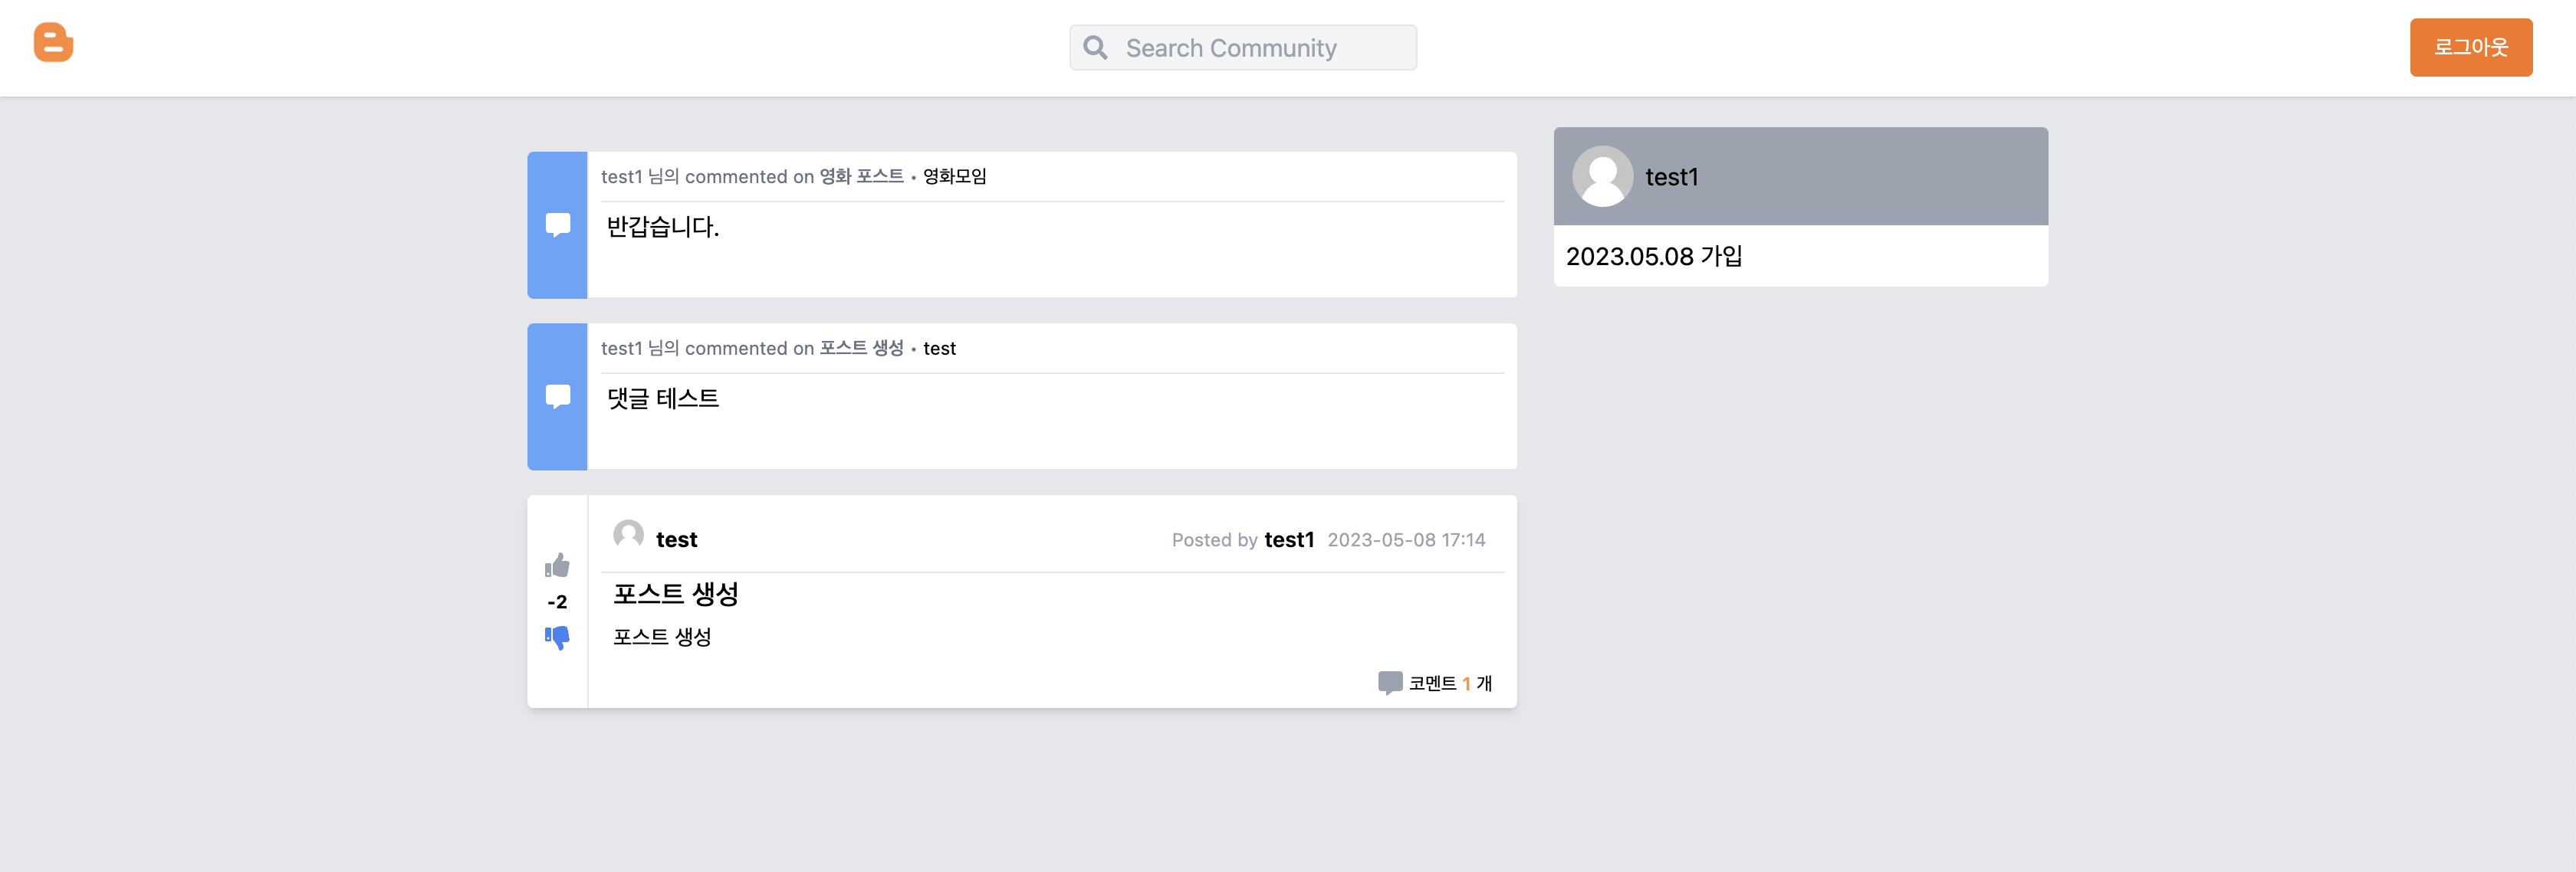 Search Community
로그아웃
test1 님의 commented on 영화 포스트 • 영화모임
반갑습니다.
test1 님의 commented on 포스트 생성 • test
댓글 테스트
test
Posted by test1 2023-05-08 17:14
-2
포스트 생성
포스트 생성
코멘트 1 개
test1
2023.05.08 가입